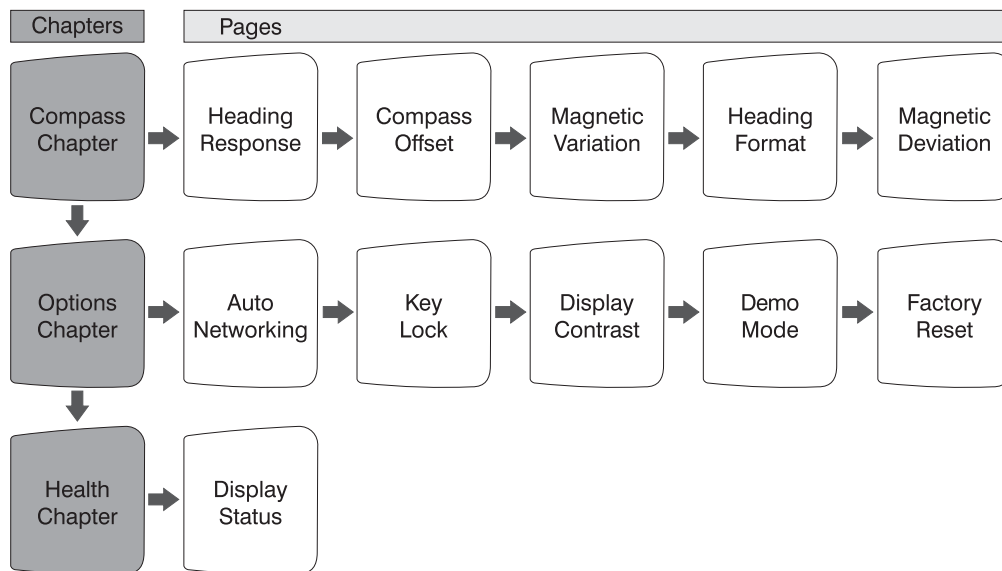 Chapters
Pages
Compass
Chapter
Heading
Response
Compass
Offset
Magnetic
Variation
Heading
Format
Magnetic
Deviation
Options
Chapter
Auto
Networking
Key
Lock
Display
Contrast
Demo
Mode
Factory
Reset
Health
Chapter
Display
Status